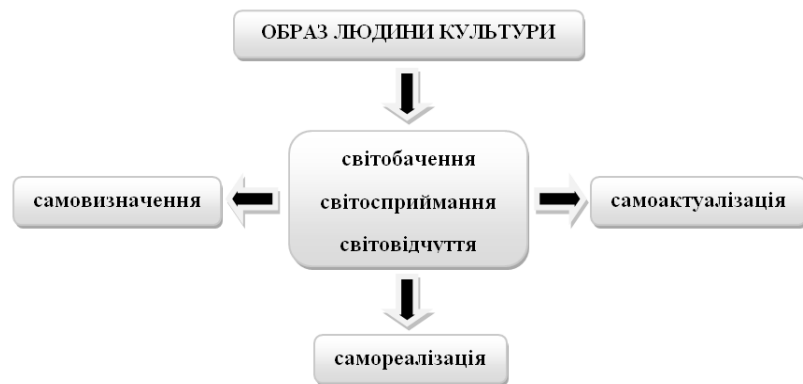 ОБРАЗ ЛЮДИНИ КУЛЬТУРИ
світобачення
самовизначення
світосприймання
самоактуалізація
світовідчуття
самореалізація